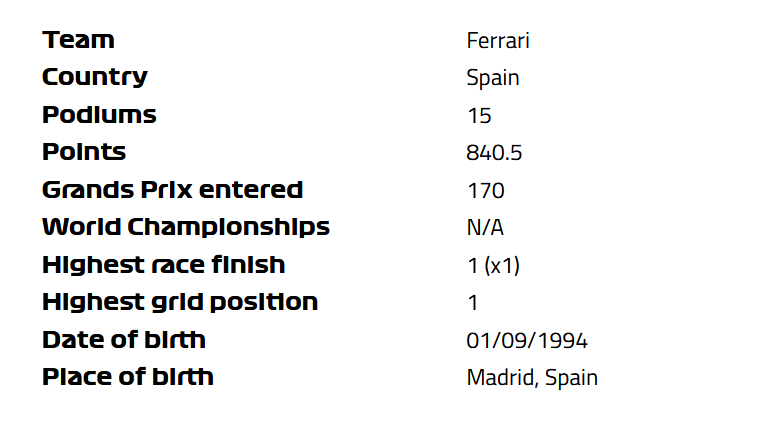 Team Ferrari
Country Spain
Podiums 15
Points 840.5
Grands Prix entered 170
World Championships N/A
Highest race finish 1 (x1)
Highest grid position 1
Date of birth 01/09/1994
Place of birth Madrid, Spain